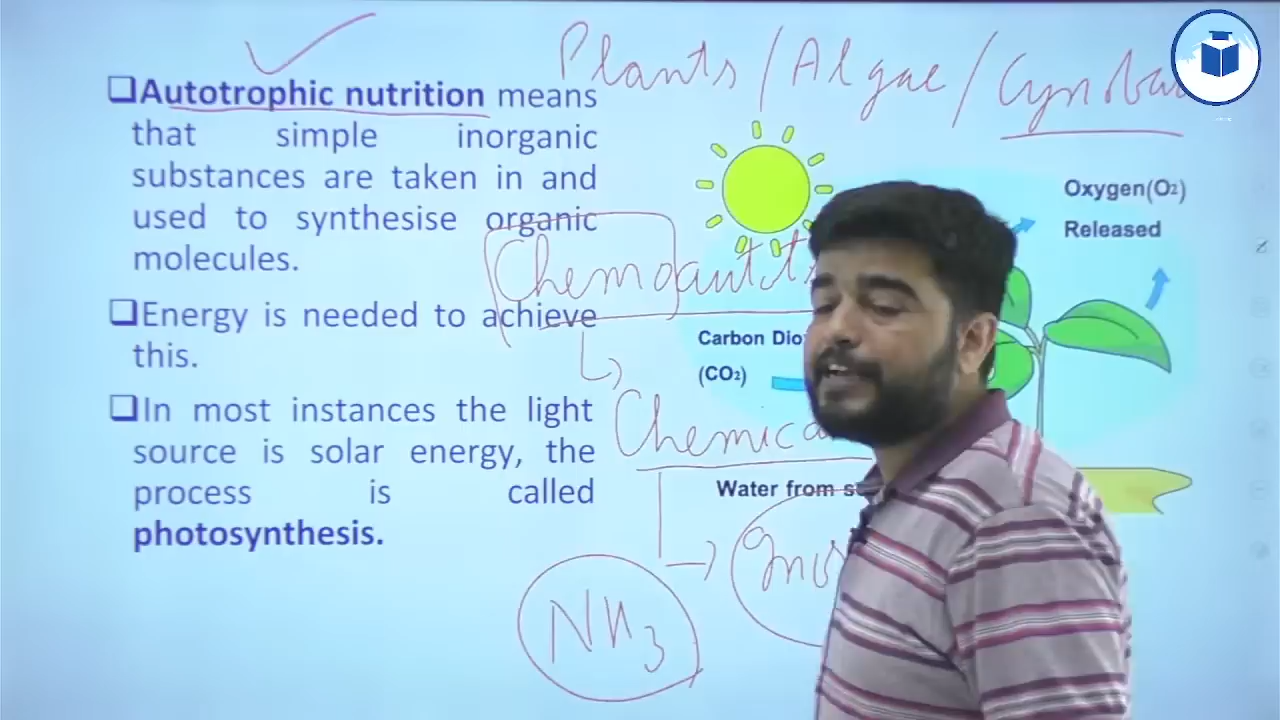 Plants / Algae /
Autotrophic nutrition means
that simple inorganic
substances are taken in and
used to synthesise organic
molecules.
Energy is needed to achieve
this.
In most instances the light
source is solar energy, the
process is called
photosynthesis.
Oxygen(O2)
Released
Carbon
(CO2)
Water from
NH3